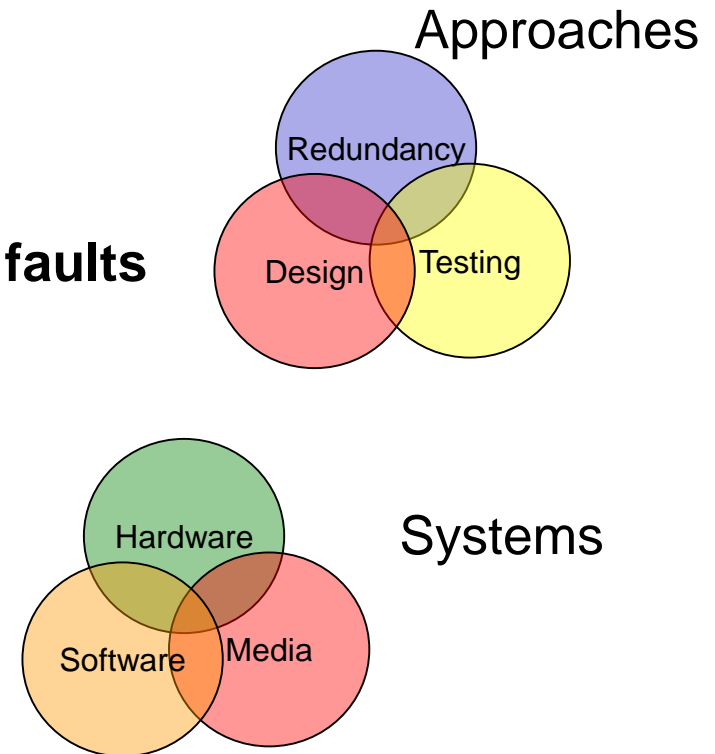 Approaches
Redundancy
faults
Design
Testing
Hardware
Systems
Software
Media